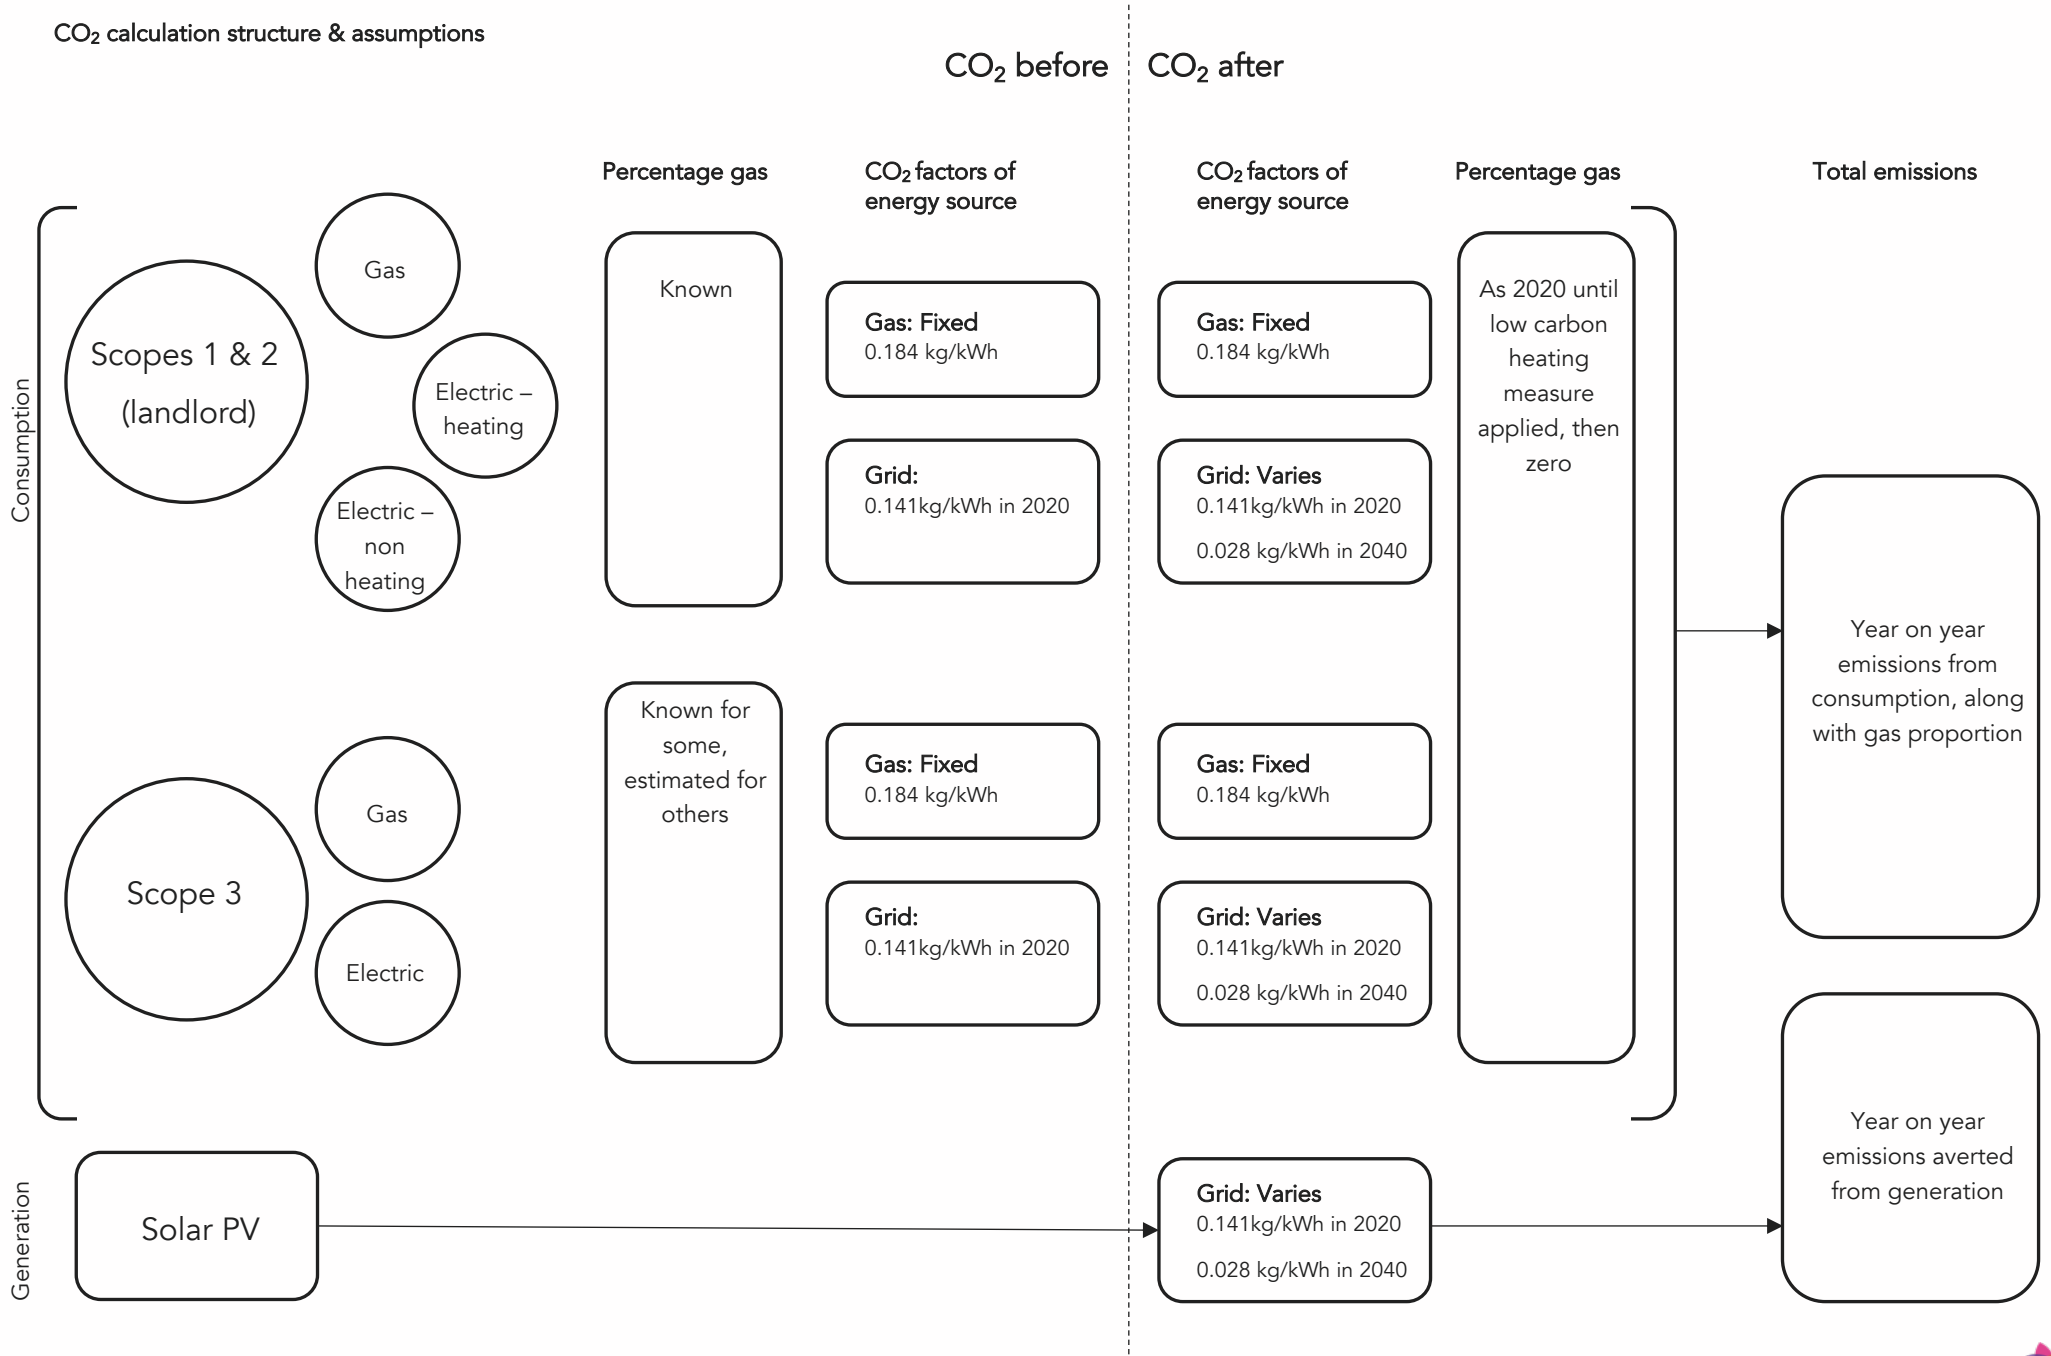 CO₂ calculation structure & assumptions
CO₂ before
CO₂ after
Percentage gas
CO₂ factors of
energy source
CO₂ factors of
energy source
Percentage gas
Total emissions
Consumption
Scopes 1 & 2
(landlord)
Gas
Electric –
heating
Electric –
non
heating
Known
Gas: Fixed
0.184 kg/kWh
Grid:
0.141kg/kWh in 2020
Gas: Fixed
0.184 kg/kWh
Grid: Varies
0.141kg/kWh in 2020
0.028 kg/kWh in 2040
As 2020 until
low carbon
heating
measure
applied, then
zero
Scope 3
Gas
Electric
Known for
some,
estimated for
others
Gas: Fixed
0.184 kg/kWh
Grid:
0.141kg/kWh in 2020
Gas: Fixed
0.184 kg/kWh
Grid: Varies
0.141kg/kWh in 2020
0.028 kg/kWh in 2040
Year on year
emissions from
consumption, along
with gas proportion
Generation
Solar PV
Grid: Varies
0.141kg/kWh in 2020
0.028 kg/kWh in 2040
Year on year
emissions averted
from generation